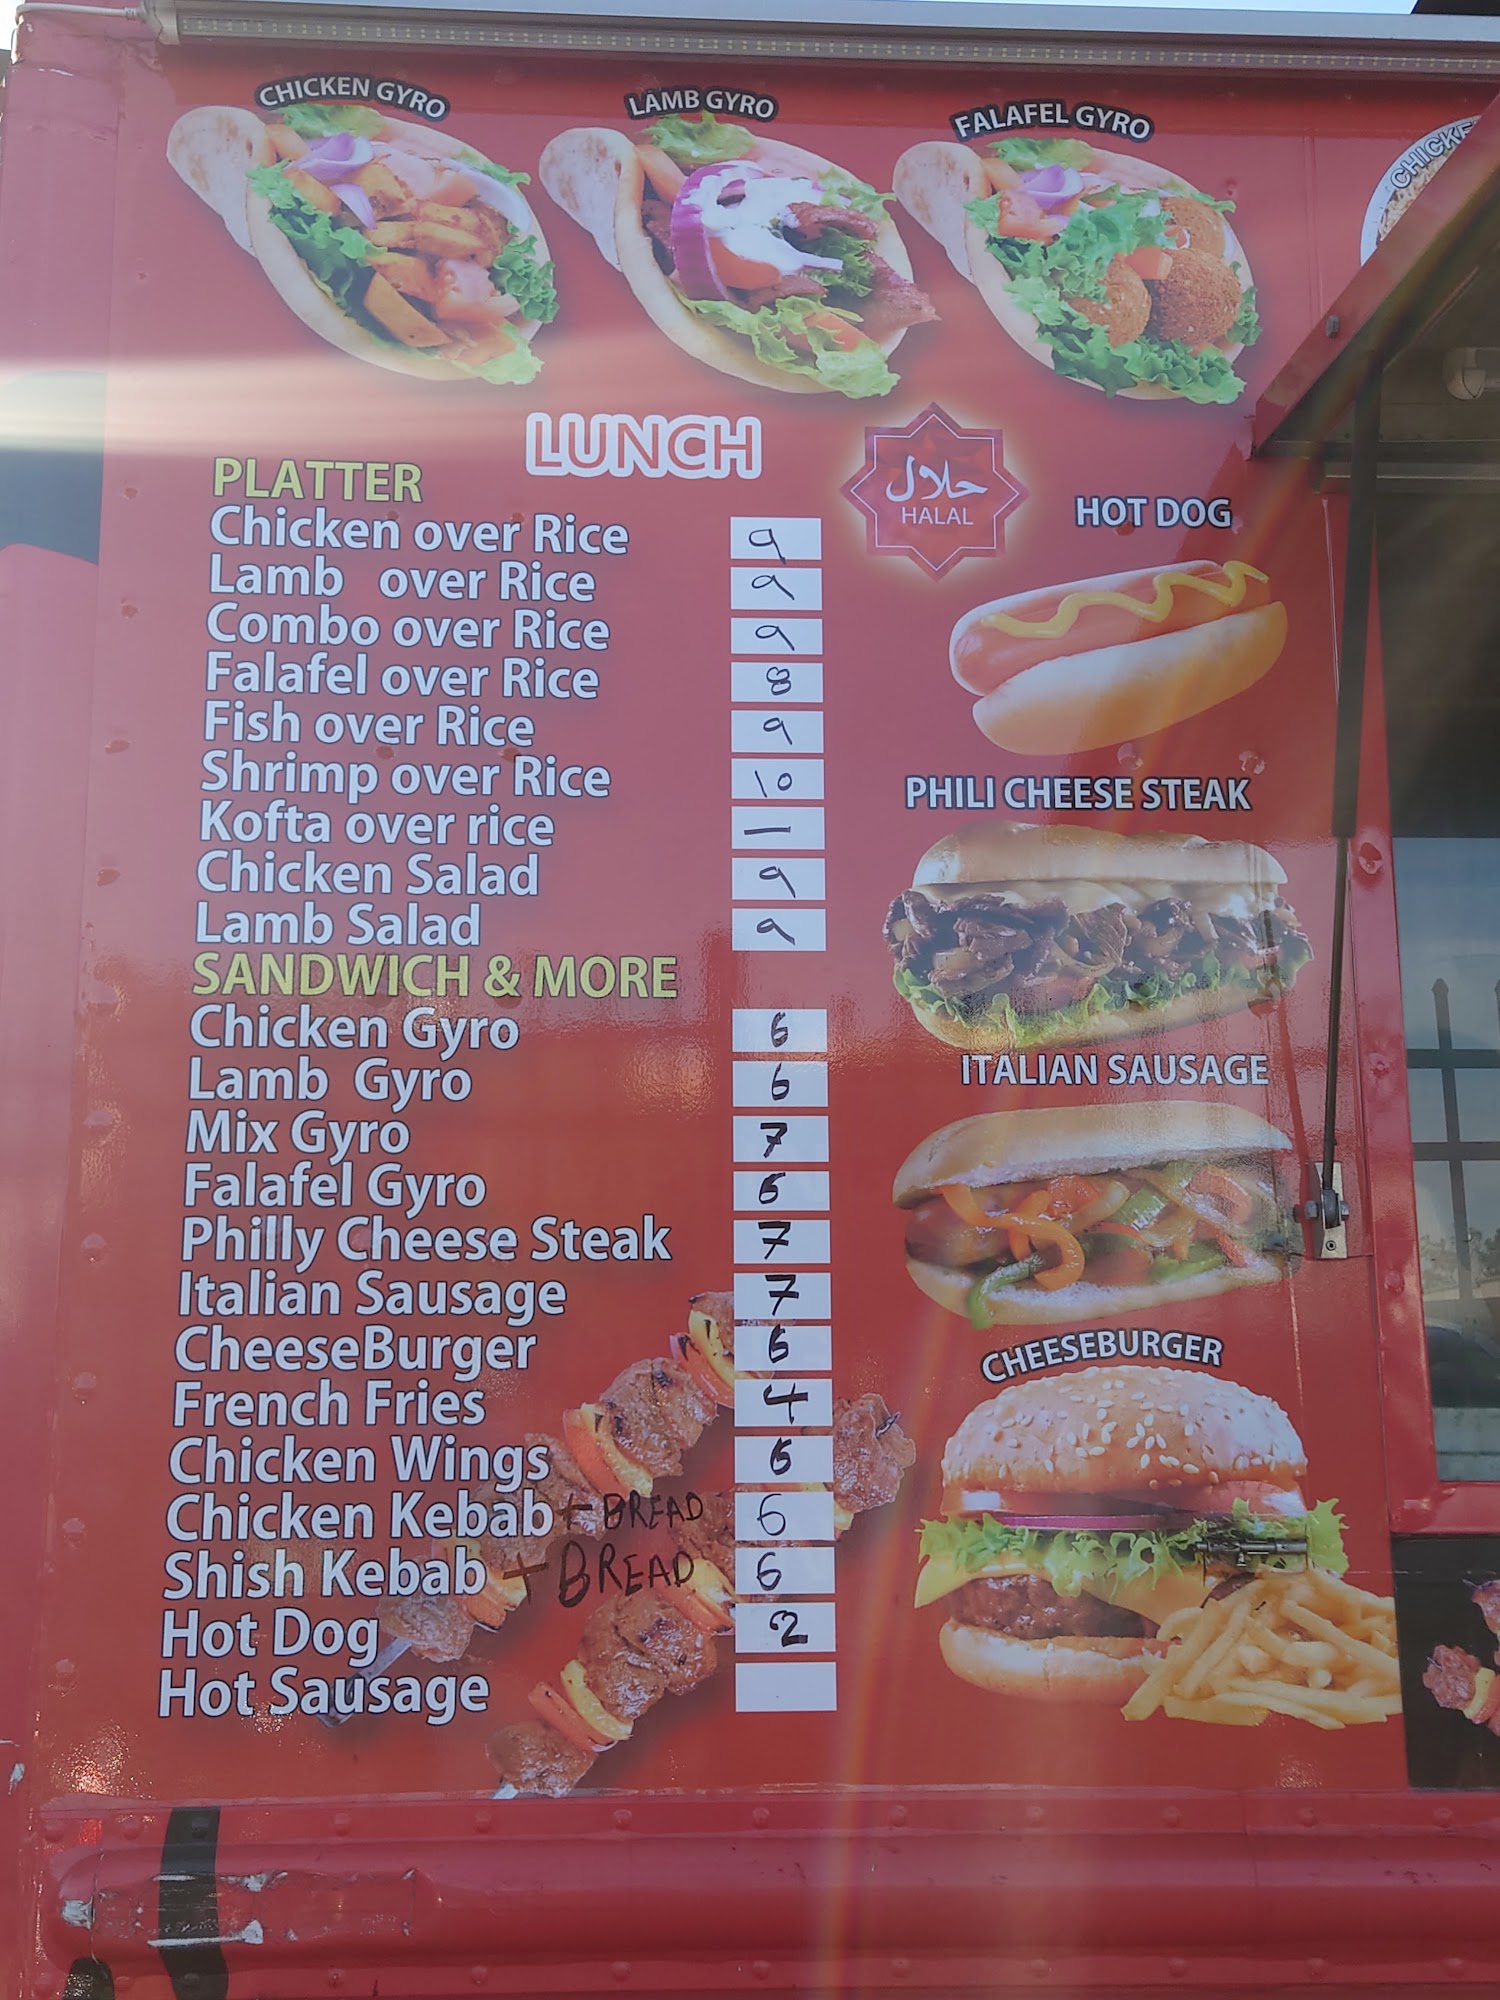 CHICKEN GYRO
LAMB GYRO
FALAFEL GYRO
LUNCH
حلال
HALAL
PLATTER
Chicken over Rice 9
Lamb over Rice 9
Combo over Rice 9
Falafel over Rice 8
Fish over Rice 9
Shrimp over Rice 10
Kofta over rice —
Chicken Salad 9
Lamb Salad 9
SANDWICH & MORE
Chicken Gyro 6
Lamb Gyro 6
Mix Gyro 7
Falafel Gyro 6
Philly Cheese Steak 7
Italian Sausage 7
CheeseBurger 6
French Fries 4
Chicken Wings 6
Chicken Kebab + BREAD 6
Shish Kebab + BREAD 6
Hot Dog 2
Hot Sausage
HOT DOG
PHILI CHEESE STEAK
ITALIAN SAUSAGE
CHEESEBURGER